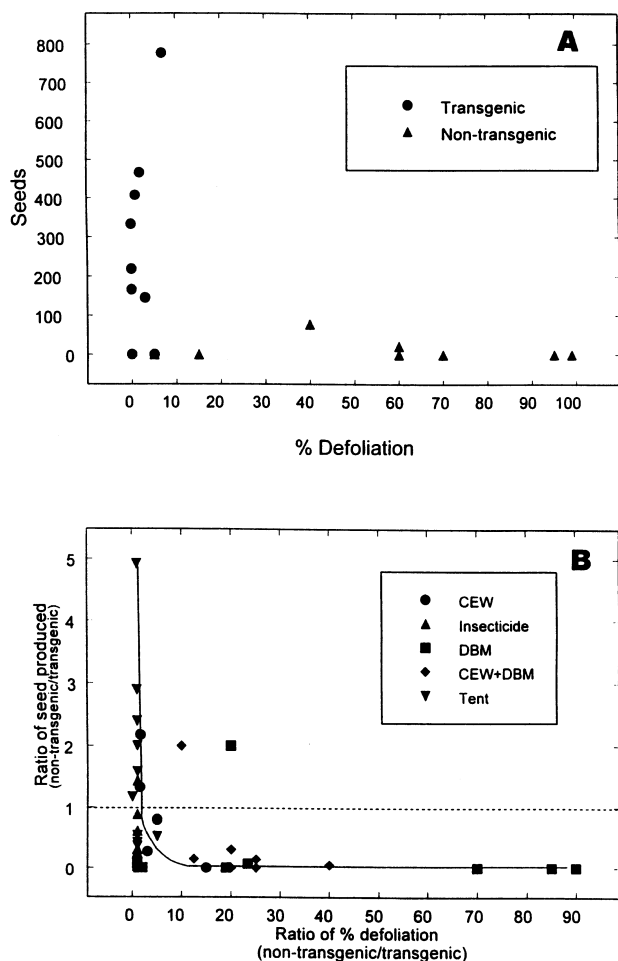 A
800
700
600
500
400
300
200
100
0
Seeds
Transgenic
Non-transgenic
0 10 20 30 40 50 60 70 80 90 100
% Defoliation
B
5
4
3
2
1
0
Ratio of seed produced
(non-transgenic/transgenic)
CEW
Insecticide
DBM
CEW+DBM
Tent
0 10 20 30 40 50 60 70 80 90
Ratio of % defoliation
(non-transgenic/transgenic)